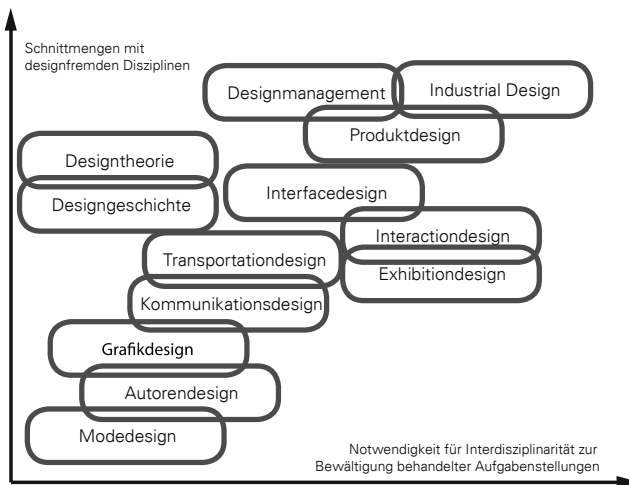 Schnittmengen mit
designfremden Disziplinen
Designmanagement
Industrial Design
Produktdesign
Designtheorie
Interfacedesign
Designgeschichte
Interactiondesign
Transportationdesign
Exhibitiondesign
Kommunikationsdesign
Grafikdesign
Autorendesign
Modedesign
Notwendigkeit für Interdisziplinarität zur
Bewältigung behandelter Aufgabenstellungen